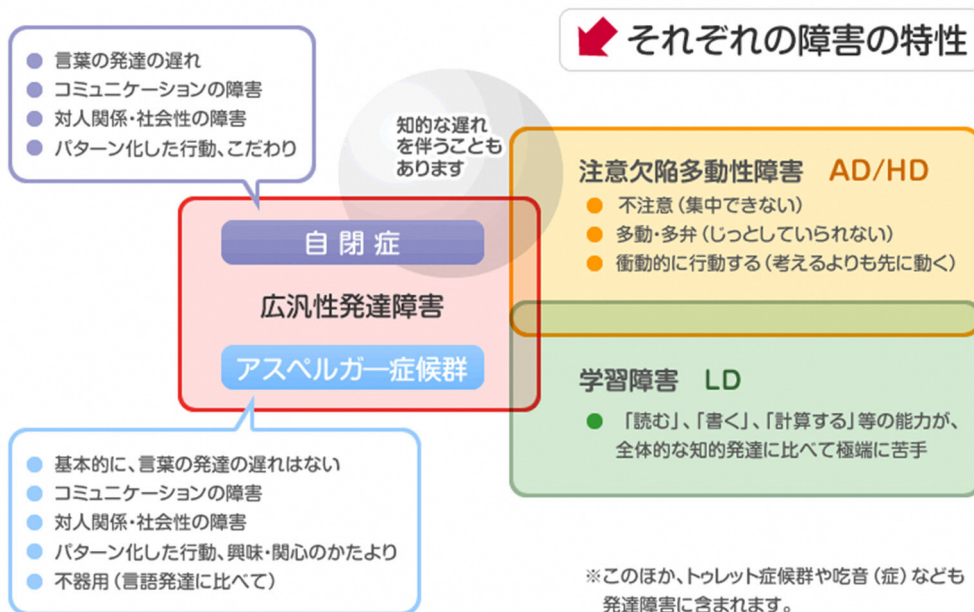 それぞれの障害の特性
● 言葉の発達の遅れ
● コミュニケーションの障害
● 対人関係・社会性の障害
● パターン化した行動、こだわり
知的な遅れ
を伴うことも
あります
自閉症
広汎性発達障害
アスペルガー症候群
● 基本的に、言葉の発達の遅れはない
● コミュニケーションの障害
● 対人関係・社会性の障害
● パターン化した行動、興味・関心のかたより
● 不器用（言語発達に比べて）
注意欠陥多動性障害 AD/HD
● 不注意（集中できない）
● 多動・多弁（じっとしていられない）
● 衝動的に行動する（考えるよりも先に動く）
学習障害 LD
● 「読む」、「書く」、「計算する」等の能力が、
全体的な知的発達に比べて極端に苦手
※このほか、トゥレット症候群や吃音（症）なども
発達障害に含まれます。